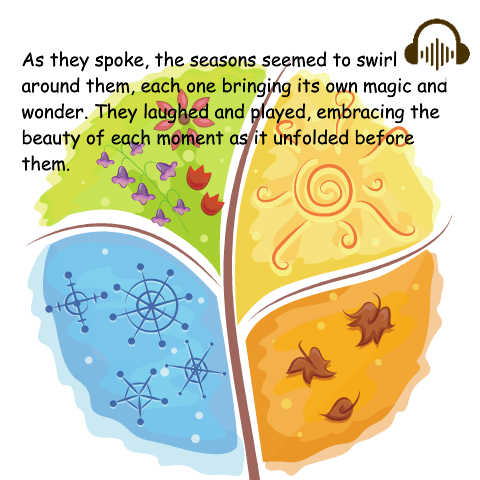 As they spoke, the seasons seemed to swirl
around them, each one bringing its own magic and
wonder. They laughed and played, embracing the
beauty of each moment as it unfolded before
them.